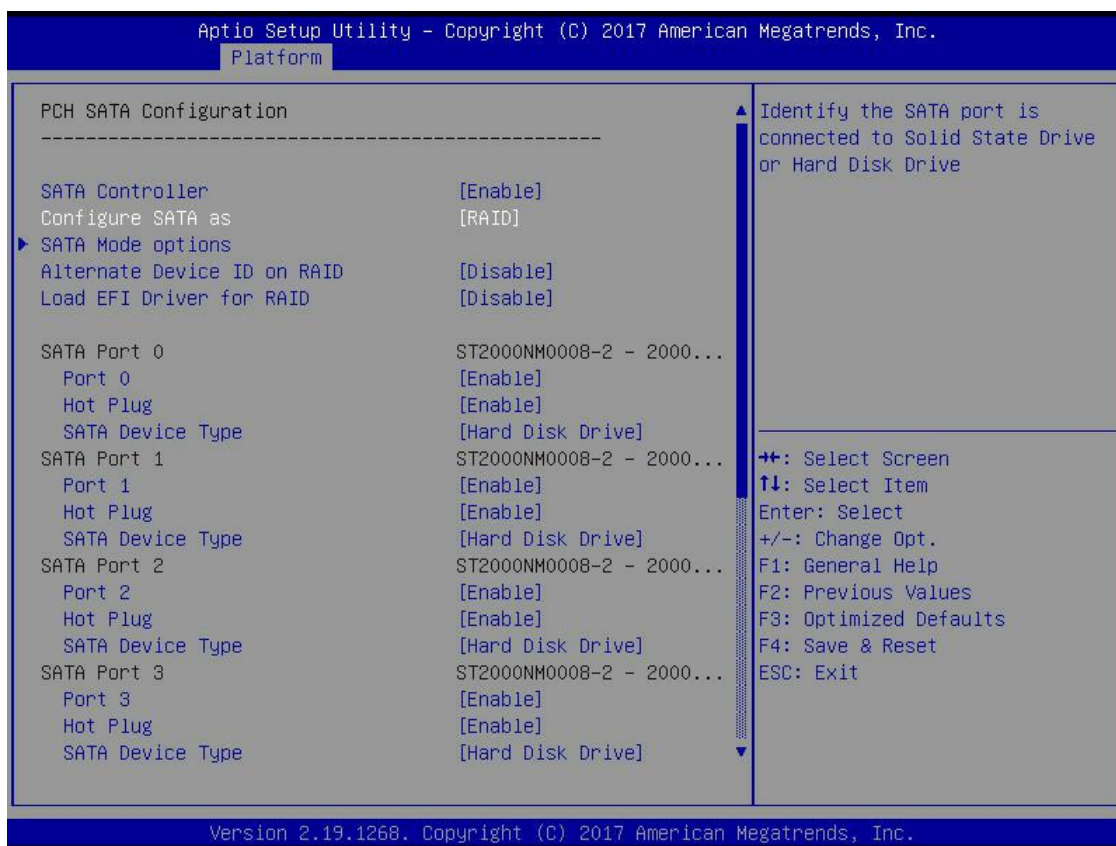 Aptio Setup Utility – Copyright (C) 2017 American Megatrends, Inc.
Platform
PCH SATA Configuration
--------------------------------------------------
SATA Controller [Enable]
Configure SATA as [RAID]
▶ SATA Mode options
Alternate Device ID on RAID [Disable]
Load EFI Driver for RAID [Disable]
SATA Port 0 ST2000NM0008-2 - 2000...
Port 0 [Enable]
Hot Plug [Enable]
SATA Device Type [Hard Disk Drive]
SATA Port 1 ST2000NM0008-2 - 2000...
Port 1 [Enable]
Hot Plug [Enable]
SATA Device Type [Hard Disk Drive]
SATA Port 2 ST2000NM0008-2 - 2000...
Port 2 [Enable]
Hot Plug [Enable]
SATA Device Type [Hard Disk Drive]
SATA Port 3 ST2000NM0008-2 - 2000...
Port 3 [Enable]
Hot Plug [Enable]
SATA Device Type [Hard Disk Drive]
Identify the SATA port is
connected to Solid State Drive
or Hard Disk Drive
→←: Select Screen
↑↓: Select Item
Enter: Select
+/-: Change Opt.
F1: General Help
F2: Previous Values
F3: Optimized Defaults
F4: Save & Reset
ESC: Exit
Version 2.19.1268. Copyright (C) 2017 American Megatrends, Inc.